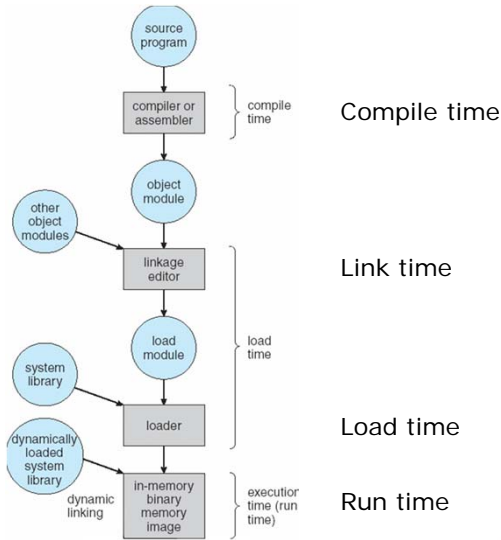 source
program
compiler or
assembler
compile
time
Compile time
object
module
other
object
modules
linkage
editor
Link time
load
module
load
time
system
library
loader
Load time
dynamically
loaded
system
library
dynamic
linking
in-memory
binary
memory
image
execution
time (run
time)
Run time